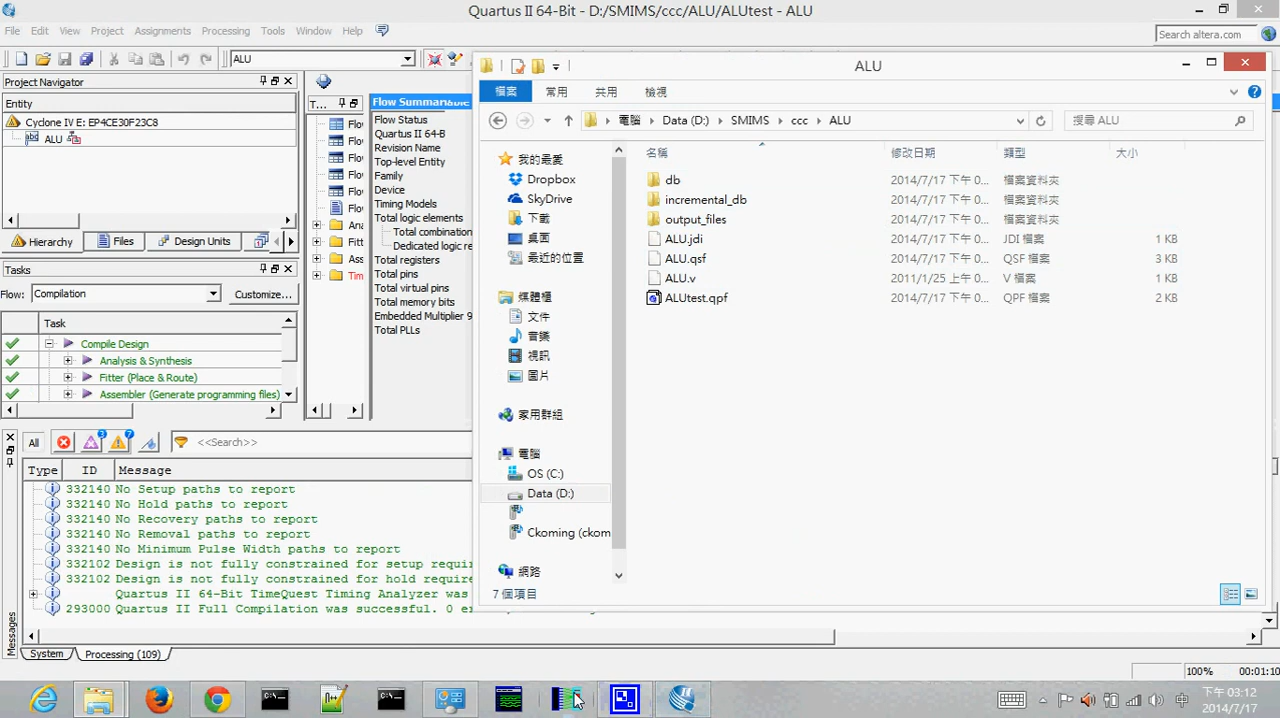 Quartus II 64-Bit - D:/SMIMS/ccc/ALU/ALUtest - ALU
File Edit View Project Assignments Processing Tools Window Help
Search altera.com
ALU
Project Navigator
Entity
Cyclone IV E: EP4CE30F23C8
ALU
Hierarchy Files Design Units
Tasks
Flow: Compilation Customize...
Task
Compile Design
Analysis & Synthesis
Fitter (Place & Route)
Assembler (Generate programming files)
T...
Flo
Flo
Flo
Flo
Flo
Flo
Ana
Fitt
Ass
Tim
Flow Summary
Flow Status
Quartus II 64-B
Revision Name
Top-level Entity
Family
Device
Timing Models
Total logic elements
Total combination
Dedicated logic re
Total registers
Total pins
Total virtual pins
Total memory bits
Embedded Multiplier 9
Total PLLs
ALU
檔案 常用 共用 檢視
電腦 Data (D:) SMIMS ccc ALU
搜尋 ALU
我的最愛
Dropbox
SkyDrive
下載
桌面
最近的位置
媒體櫃
文件
音樂
視訊
圖片
家用群組
電腦
OS (C:)
Data (D:)
Ckoming (ckom
網路
名稱 修改日期 類型 大小
db 2014/7/17 下午 0... 檔案資料夾
incremental_db 2014/7/17 下午 0... 檔案資料夾
output_files 2014/7/17 下午 0... 檔案資料夾
ALU.jdi 2014/7/17 下午 0... JDI 檔案 1 KB
ALU.qsf 2014/7/17 下午 0... QSF 檔案 3 KB
ALU.v 2011/1/25 上午 0... V 檔案 1 KB
ALUtest.qpf 2014/7/17 下午 0... QPF 檔案 2 KB
7 個項目
All 3 7 <<Search>>
Type ID Message
332140 No Setup paths to report
332140 No Hold paths to report
332140 No Recovery paths to report
332140 No Removal paths to report
332140 No Minimum Pulse Width paths to report
332102 Design is not fully constrained for setup requir
332102 Design is not fully constrained for hold require
Quartus II 64-Bit TimeQuest Timing Analyzer was
293000 Quartus II Full Compilation was successful. 0 er
Messages
System Processing (109)
100% 00:01:10
中
下午 03:12
2014/7/17